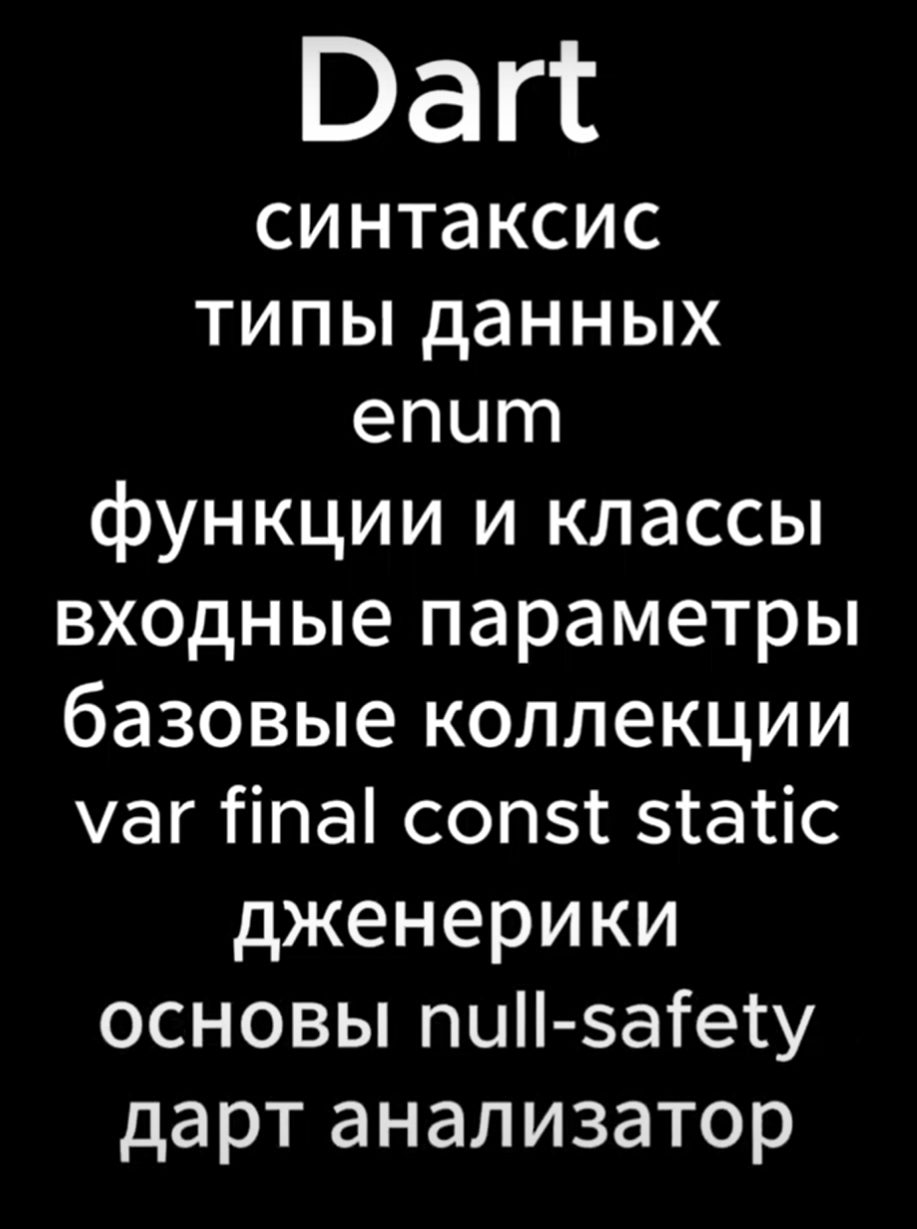 Dart
синтаксис
типы данных
enum
функции и классы
входные параметры
базовые коллекции
var final const static
дженерики
основы null-safety
дарт анализатор